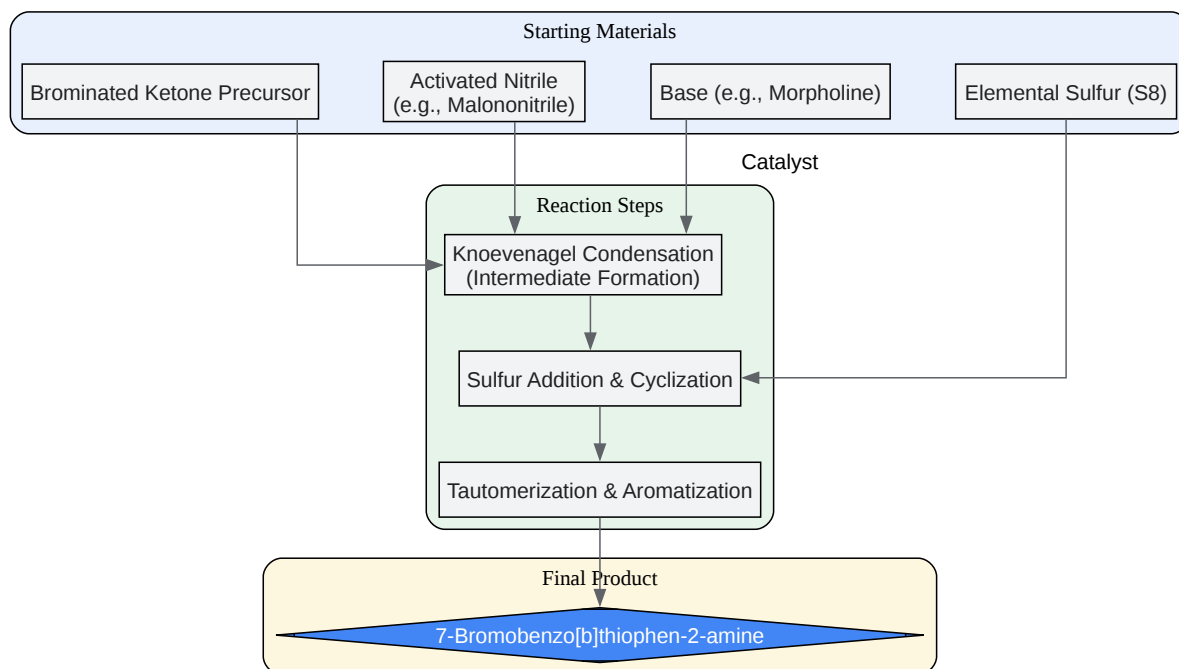 Starting Materials
Brominated Ketone Precursor
Activated Nitrile
(e.g., Malononitrile)
Base (e.g., Morpholine)
Elemental Sulfur (S8)
Catalyst
Reaction Steps
Knoevenagel Condensation
(Intermediate Formation)
Sulfur Addition & Cyclization
Tautomerization & Aromatization
Final Product
7-Bromobenzo[b]thiophen-2-amine